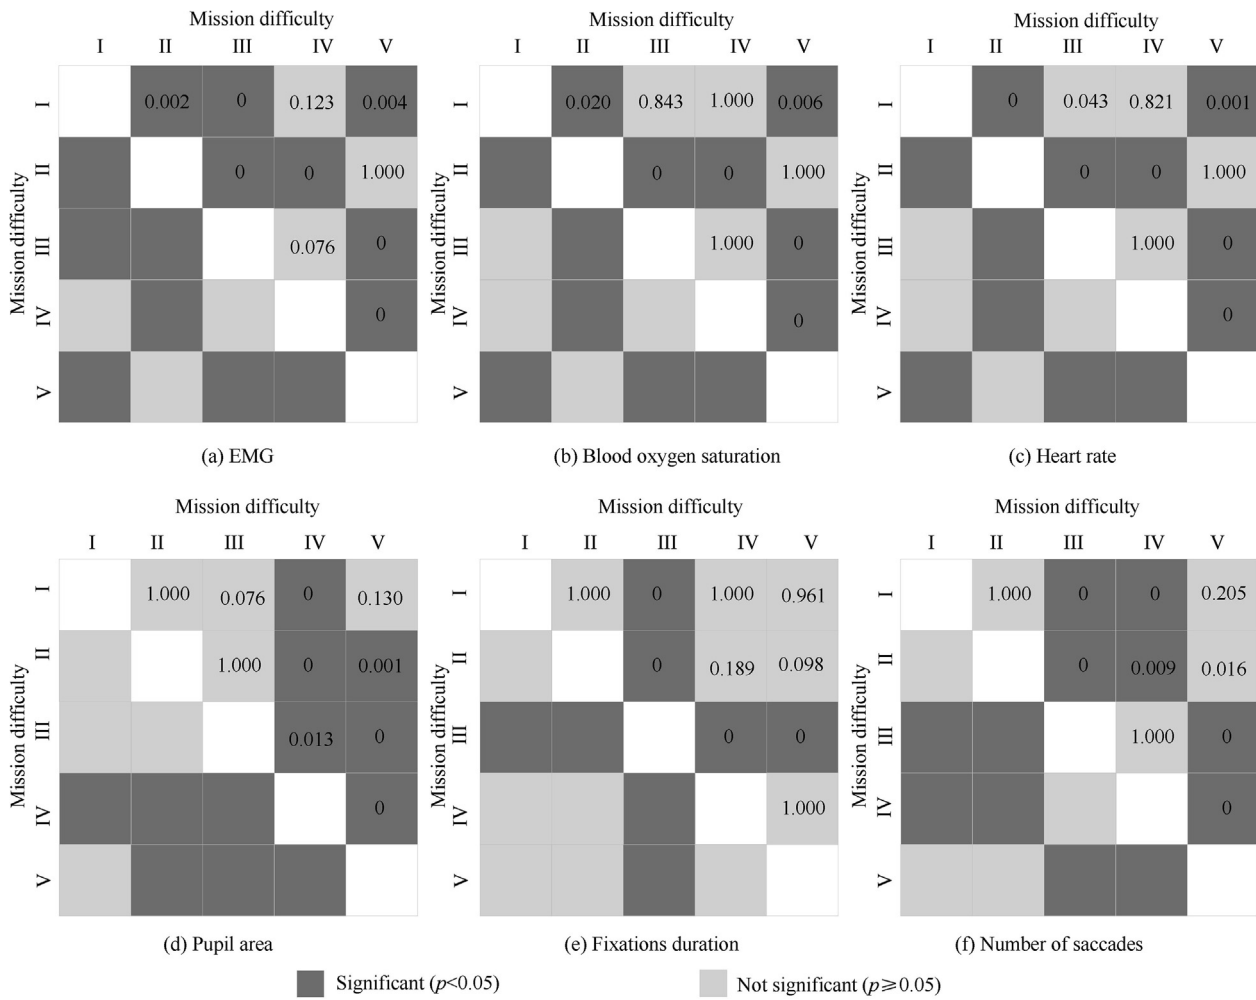 Mission difficulty Mission difficulty Mission difficulty
I II III IV V I II III IV V I II III IV V
I 0.002 0 0.123 0.004 I 0.020 0.843 1.000 0.006 I 0 0.043 0.821 0.001
II 0 0 1.000 II 0 0 1.000 II 0 0 1.000
Mission difficulty Mission difficulty Mission difficulty
III 0.076 0 III 1.000 0 III 1.000 0
IV 0 IV 0 IV 0
V V V
(a) EMG (b) Blood oxygen saturation (c) Heart rate
Mission difficulty Mission difficulty Mission difficulty
I II III IV V I II III IV V I II III IV V
I 1.000 0.076 0 0.130 I 1.000 0 1.000 0.961 I 1.000 0 0 0.205
II 1.000 0 0.001 II 0 0.189 0.098 II 0 0.009 0.016
Mission difficulty Mission difficulty Mission difficulty
III 0.013 0 III 0 0 III 1.000 0
IV 0 IV 1.000 IV 0
V V V
(d) Pupil area (e) Fixations duration (f) Number of saccades
Significant (p<0.05) Not significant (p⩾0.05)